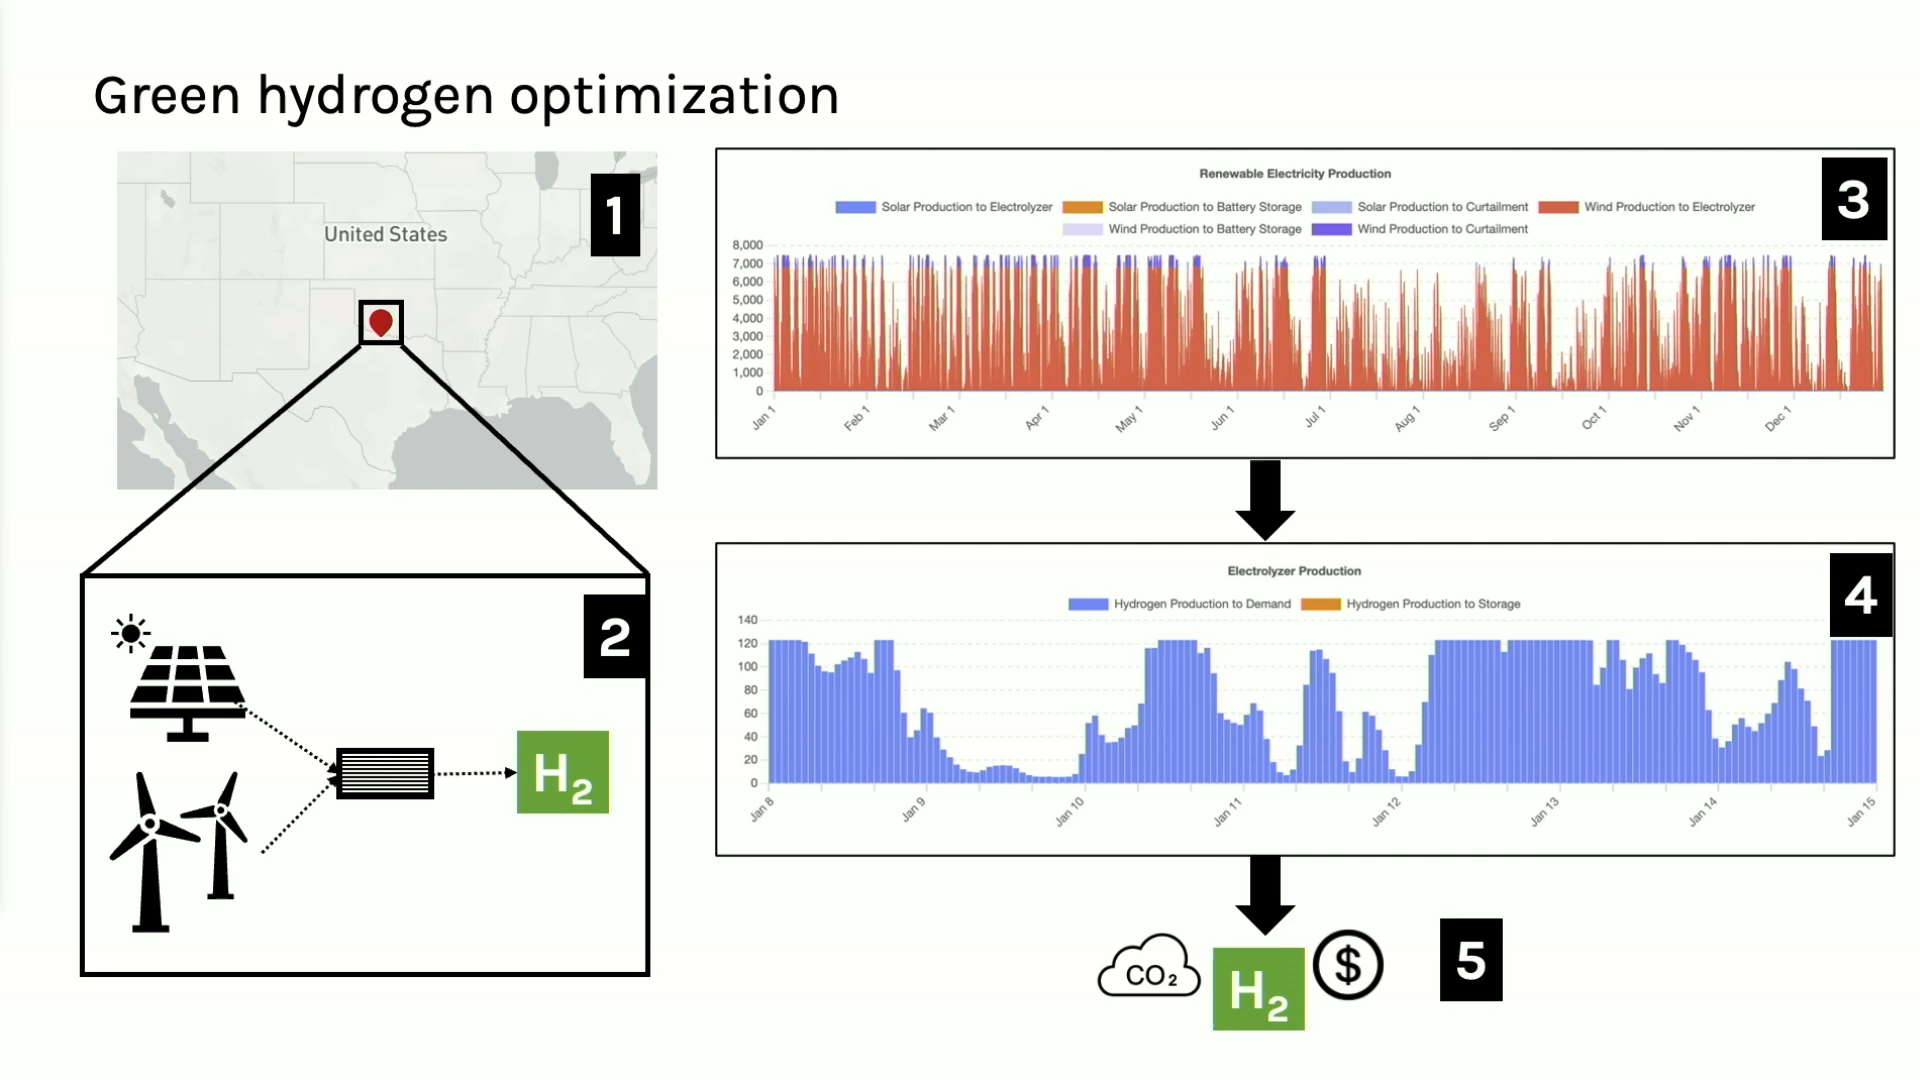 Green hydrogen optimization
1
United States
2
H2
3
Renewable Electricity Production
Solar Production to Electrolyzer Solar Production to Battery Storage Solar Production to Curtailment Wind Production to Electrolyzer
Wind Production to Battery Storage Wind Production to Curtailment
8,000
7,000
6,000
5,000
4,000
3,000
2,000
1,000
0
Jan 1 Feb 1 Mar 1 Apr 1 May 1 Jun 1 Jul 1 Aug 1 Sep 1 Oct 1 Nov 1 Dec 1
4
Electrolyzer Production
Hydrogen Production to Demand Hydrogen Production to Storage
140
120
100
80
60
40
20
0
Jan 8 Jan 9 Jan 10 Jan 11 Jan 12 Jan 13 Jan 14 Jan 15
CO2 H2 $ 5